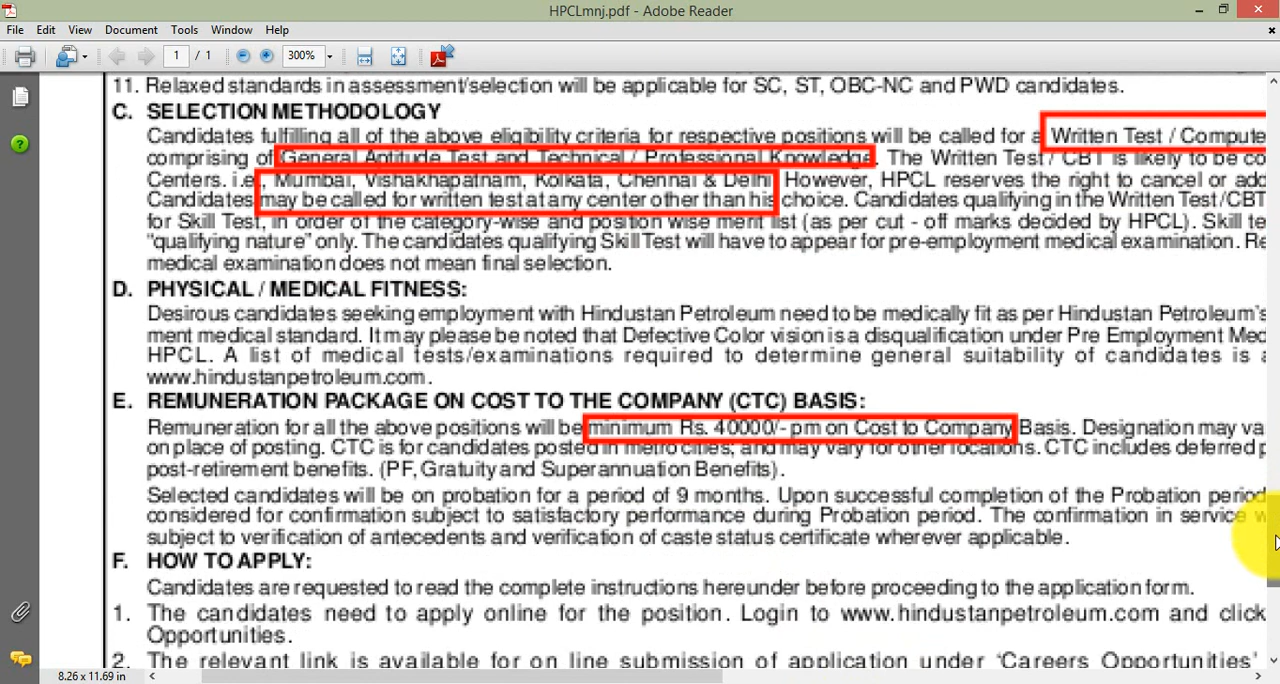 HPCLmnj.pdf - Adobe Reader
File Edit View Document Tools Window Help
1 / 1 300%
11. Relaxed standards in assessment/selection will be applicable for SC, ST, OBC-NC and PWD candidates.
C. SELECTION METHODOLOGY
Candidates fulfilling all of the above eligibility criteria for respective positions will be called for a Written Test / Compute
comprising of General Aptitude Test and Technical / Professional Knowledge. The Written Test / CBT is likely to be co
Centers. i.e., Mumbai, Vishakhapatnam, Kolkata, Chennai & Delhi. However, HPCL reserves the right to cancel or add
Candidates may be called for written test at any center other than his choice. Candidates qualifying in the Written Test/CBT
for Skill Test, in order of the category-wise and position wise merit list (as per cut - off marks decided by HPCL). Skill te
"qualifying nature" only. The candidates qualifying Skill Test will have to appear for pre-employment medical examination. Re
medical examination does not mean final selection.
D. PHYSICAL / MEDICAL FITNESS:
Desirous candidates seeking employment with Hindustan Petroleum need to be medically fit as per Hindustan Petroleum's
ment medical standard. It may please be noted that Defective Color vision is a disqualification under Pre Employment Med
HPCL. A list of medical tests/examinations required to determine general suitability of candidates is a
www.hindustanpetroleum.com.
E. REMUNERATION PACKAGE ON COST TO THE COMPANY (CTC) BASIS:
Remuneration for all the above positions will be minimum Rs. 40000/- pm on Cost to Company Basis. Designation may va
on place of posting. CTC is for candidates posted in metro cities; and may vary for other locations. CTC includes deferred p
post-retirement benefits. (PF, Gratuity and Superannuation Benefits).
Selected candidates will be on probation for a period of 9 months. Upon successful completion of the Probation period
considered for confirmation subject to satisfactory performance during Probation period. The confirmation in service w
subject to verification of antecedents and verification of caste status certificate wherever applicable.
F. HOW TO APPLY:
Candidates are requested to read the complete instructions hereunder before proceeding to the application form.
1. The candidates need to apply online for the position. Login to www.hindustanpetroleum.com and click
Opportunities.
2. The relevant link is available for on line submission of application under 'Careers Opportunities'
8.26 x 11.69 in